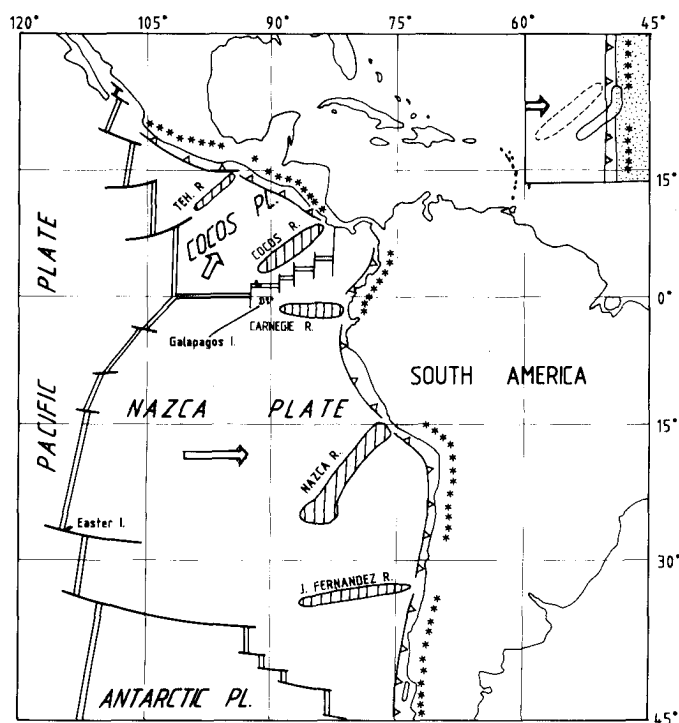 120° 105° 90° 75° 60° 45°
15°
TEH. R.
COCOS PL.
COCOS R.
PLATE
0°
Galapagos I.
CARNEGIE R.
SOUTH AMERICA
PACIFIC
NAZCA PLATE
15°
NAZCA R.
Easter I.
30°
J. FERNANDEZ R.
ANTARCTIC PL.
45°